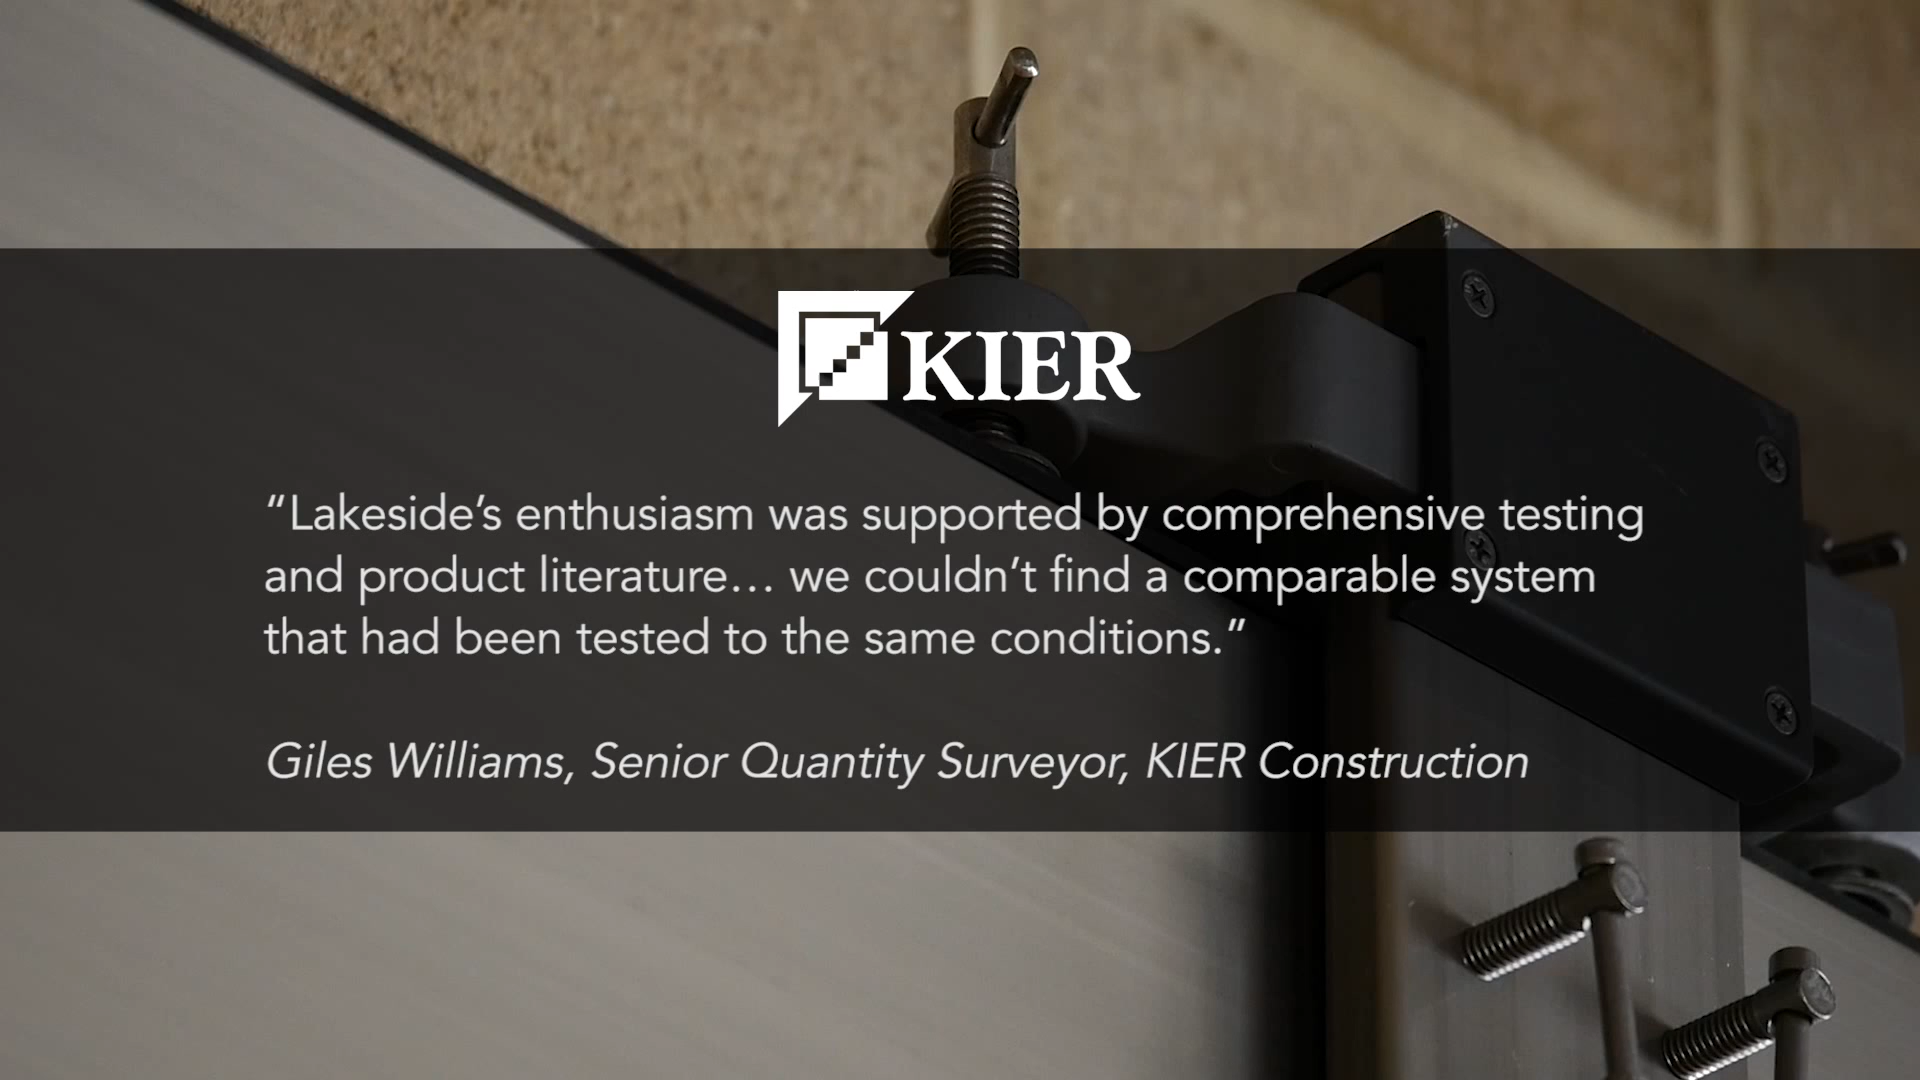 KIER
“Lakeside’s enthusiasm was supported by comprehensive testing
and product literature… we couldn’t find a comparable system
that had been tested to the same conditions.”
Giles Williams, Senior Quantity Surveyor, KIER Construction